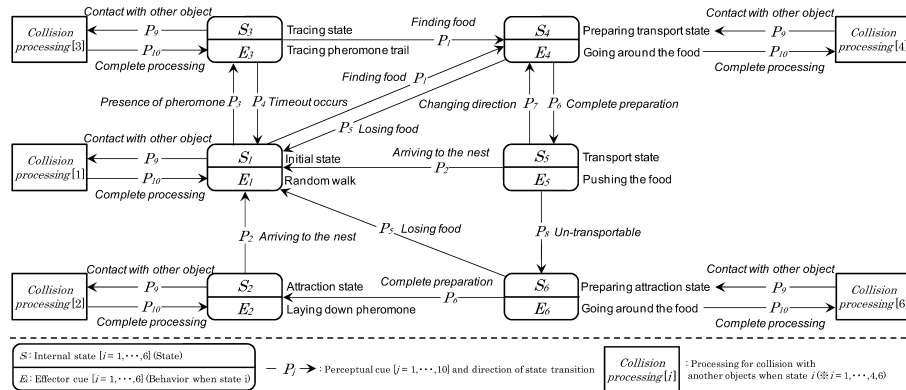 Contact with other object
Collision
processing [3]
P9
P10
Complete processing
S3
E3
Tracing state
Tracing pheromone trail
Finding food
P1
S4
E4
Preparing transport state
Going around the food
Contact with other object
P9
P10
Complete processing
Collision
processing [4]
Finding food
P1
Presence of pheromone P3
P4 Timeout occurs
P5 Losing food
Changing direction P7
P6 Complete preparation
Contact with other object
Collision
processing [1]
P9
P10
Complete processing
S1
E1
Initial state
Random walk
Arriving to the nest
P2
S5
E5
Transport state
Pushing the food
P2 Arriving to the nest
P5 Losing food
P8 Un-transportable
Contact with other object
Collision
processing [2]
P9
P10
Complete processing
S2
E2
Attraction state
Laying down pheromone
Complete preparation
P6
S6
E6
Preparing attraction state
Going around the food
Contact with other object
P9
P10
Complete processing
Collision
processing [6]
Si : Internal state [i = 1,···,6] (State)
Ei : Effector cue [i = 1,···,6] (Behavior when state i)
Pj : Perceptual cue [j = 1,···,10] and direction of state transition
Collision
processing [i]
: Processing for collision with
another objects when state i (※ i = 1,···,4,6)